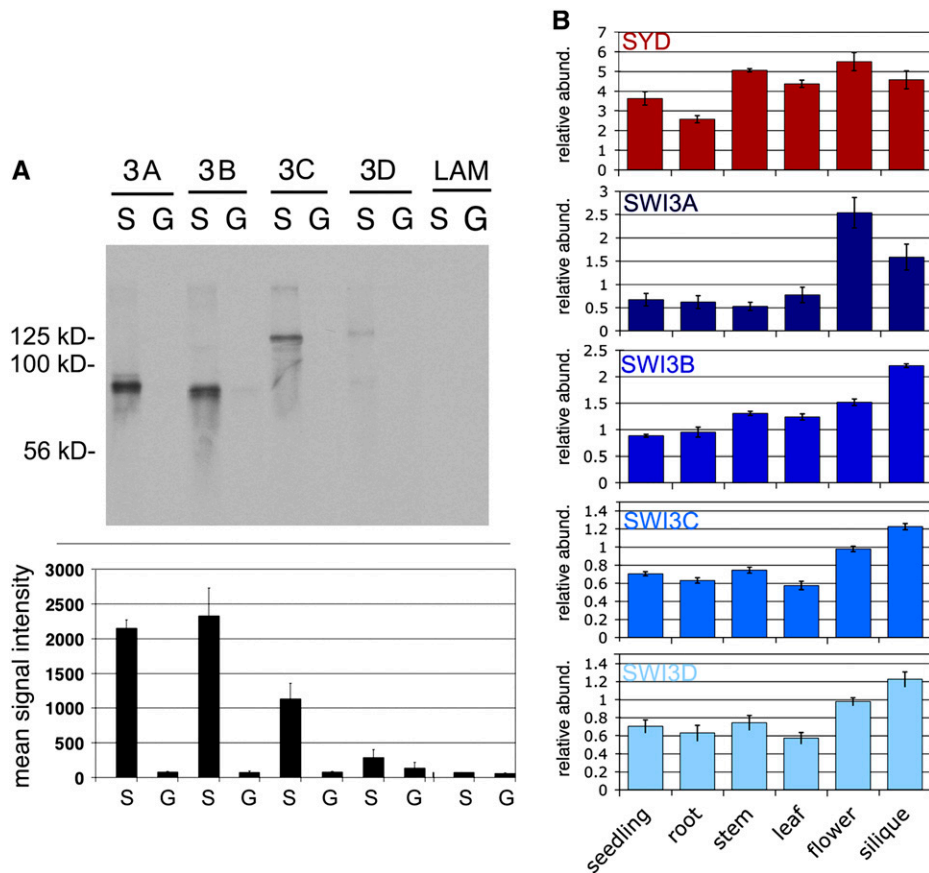 A
3A 3B 3C 3D LAM
S G S G S G S G S G
125 kD-
100 kD-
56 kD-
mean signal intensity
3000
2500
2000
1500
1000
500
0
S G S G S G S G S G
B
SYD
relative abund.
7
6
5
4
3
2
1
0
SWI3A
relative abund.
3
2.5
2
1.5
1
0.5
0
SWI3B
relative abund.
2.5
1.5
1
0.5
0
SWI3C
relative abund.
1.4
1.2
1
0.8
0.6
0.4
0.2
0
SWI3D
relative abund.
1.4
1.2
1
0.8
0.6
0.4
0.2
0
seedling root stem leaf flower silique